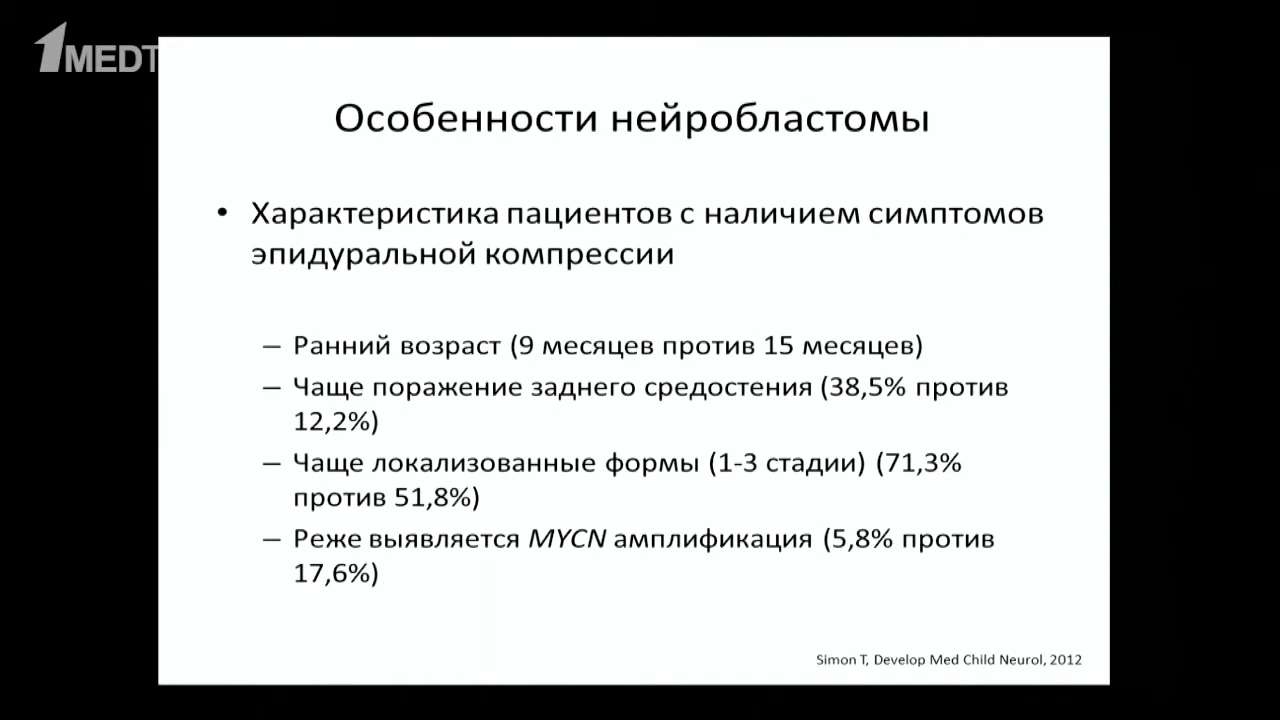 1MEDT
Особенности нейробластомы
• Характеристика пациентов с наличием симптомов
эпидуральной компрессии
– Ранний возраст (9 месяцев против 15 месяцев)
– Чаще поражение заднего средостения (38,5% против
12,2%)
– Чаще локализованные формы (1-3 стадии) (71,3%
против 51,8%)
– Реже выявляется MYCN амплификация (5,8% против
17,6%)
Simon T, Develop Med Child Neurol, 2012